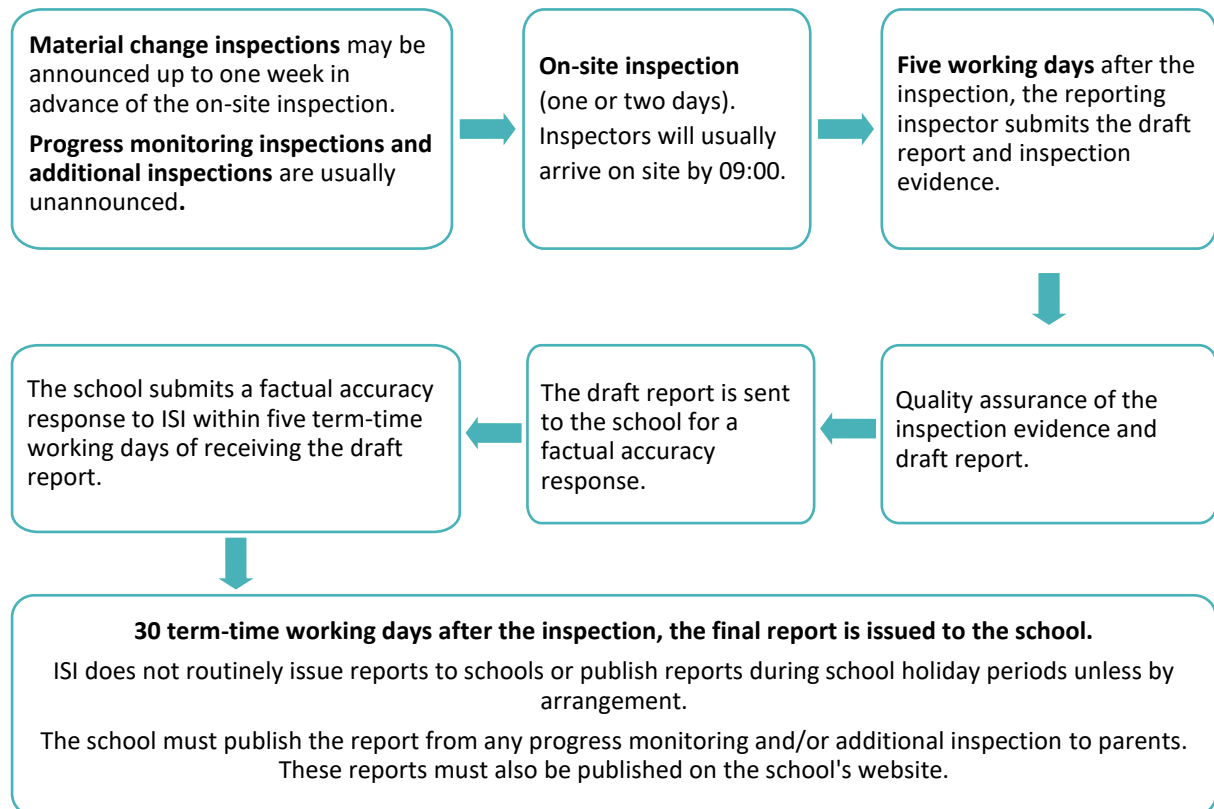 Material change inspections may be
announced up to one week in
advance of the on-site inspection.
Progress monitoring inspections and
additional inspections are usually
unannounced.
On-site inspection
(one or two days).
Inspectors will usually
arrive on site by 09:00.
Five working days after the
inspection, the reporting
inspector submits the draft
report and inspection
evidence.
Quality assurance of the
inspection evidence and
draft report.
The draft report is sent
to the school for a
factual accuracy
response.
The school submits a factual accuracy
response to ISI within five term-time
working days of receiving the draft
report.
30 term-time working days after the inspection, the final report is issued to the school.
ISI does not routinely issue reports to schools or publish reports during school holiday periods unless by
arrangement.
The school must publish the report from any progress monitoring and/or additional inspection to parents.
These reports must also be published on the school's website.